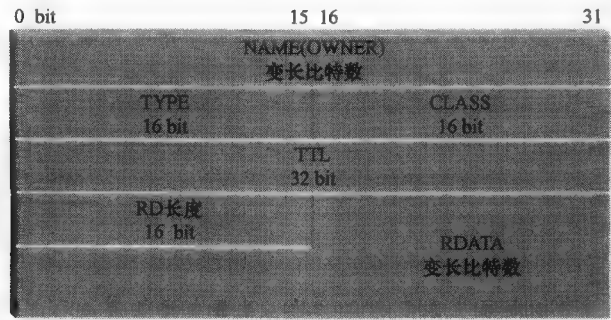 0 bit 15 16 31
NAME(OWNER)
变长比特数
TYPE CLASS
16 bit 16 bit
TTL
32 bit
RD长度
16 bit
RDATA
变长比特数